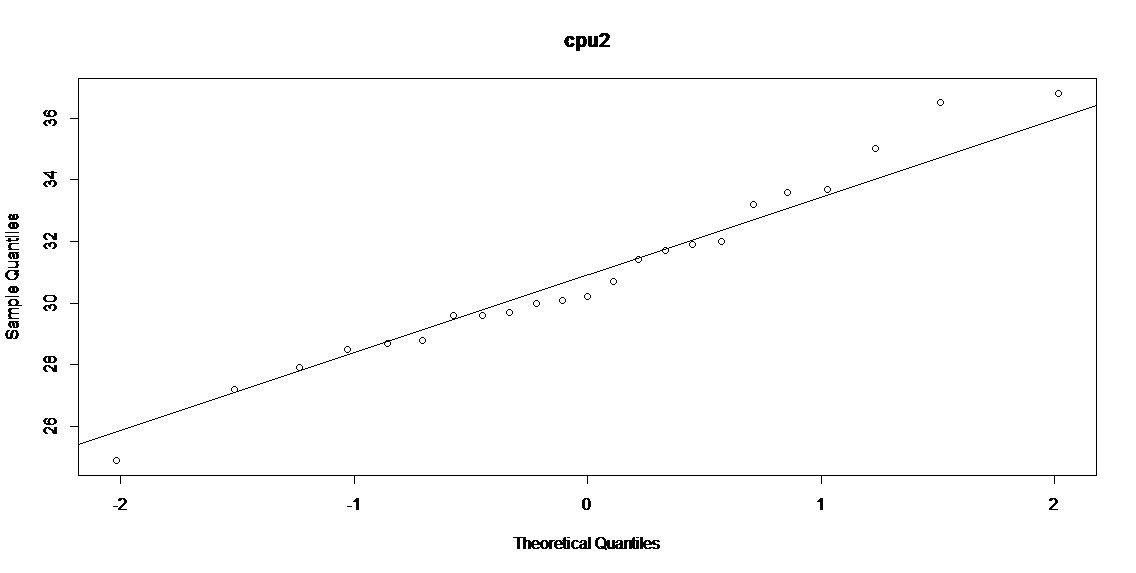 cpu2
Sample Quantiles
36
34
32
30
28
26
-2 -1 0 1 2
Theoretical Quantiles